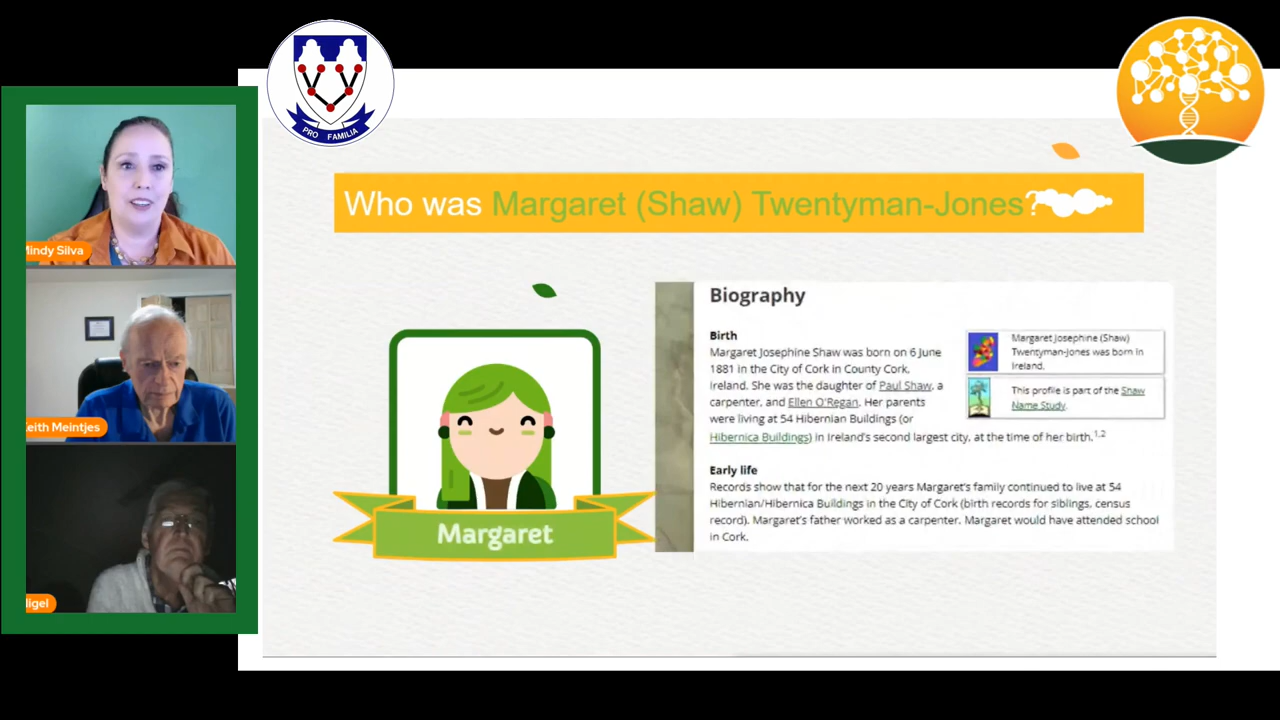 PRO FAMILIA
Who was Margaret (Shaw) Twentyman-Jones?
Mindy Silva
Keith Meintjes
Nigel
Margaret
Biography
Birth
Margaret Josephine Shaw was born on 6 June
1881 in the City of Cork in County Cork,
Ireland. She was the daughter of Paul Shaw, a
carpenter, and Ellen O'Regan. Her parents
were living at 54 Hibernian Buildings (or
Hibernica Buildings) in Ireland's second largest city, at the time of her birth.1,2
Margaret Josephine (Shaw)
Twentyman-Jones was born in
Ireland.
This profile is part of the Shaw
Name Study.
Early life
Records show that for the next 20 years Margaret's family continued to live at 54
Hibernian/Hibernica Buildings in the City of Cork (birth records for siblings, census
record). Margaret's father worked as a carpenter. Margaret would have attended school
in Cork.